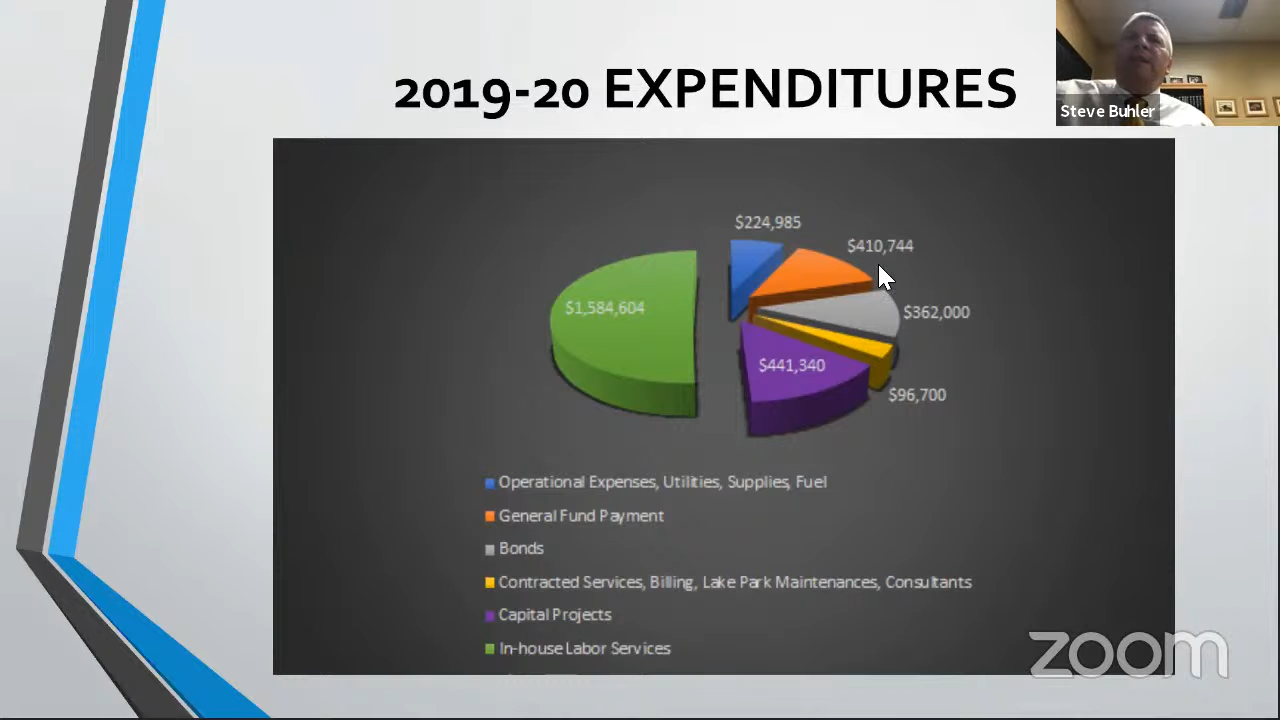 2019-20 EXPENDITURES
Steve Buhler
$224,985
$410,744
$1,584,604
$362,000
$441,340
$96,700
Operational Expenses, Utilities, Supplies, Fuel
General Fund Payment
Bonds
Contracted Services, Billing, Lake Park Maintenances, Consultants
Capital Projects
In-house Labor Services
zoom